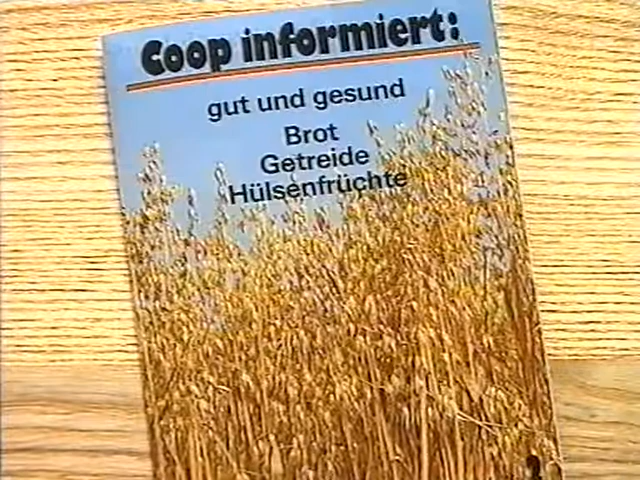 Coop informiert:
gut und gesund
Brot
Getreide
Hülsenfrüchte